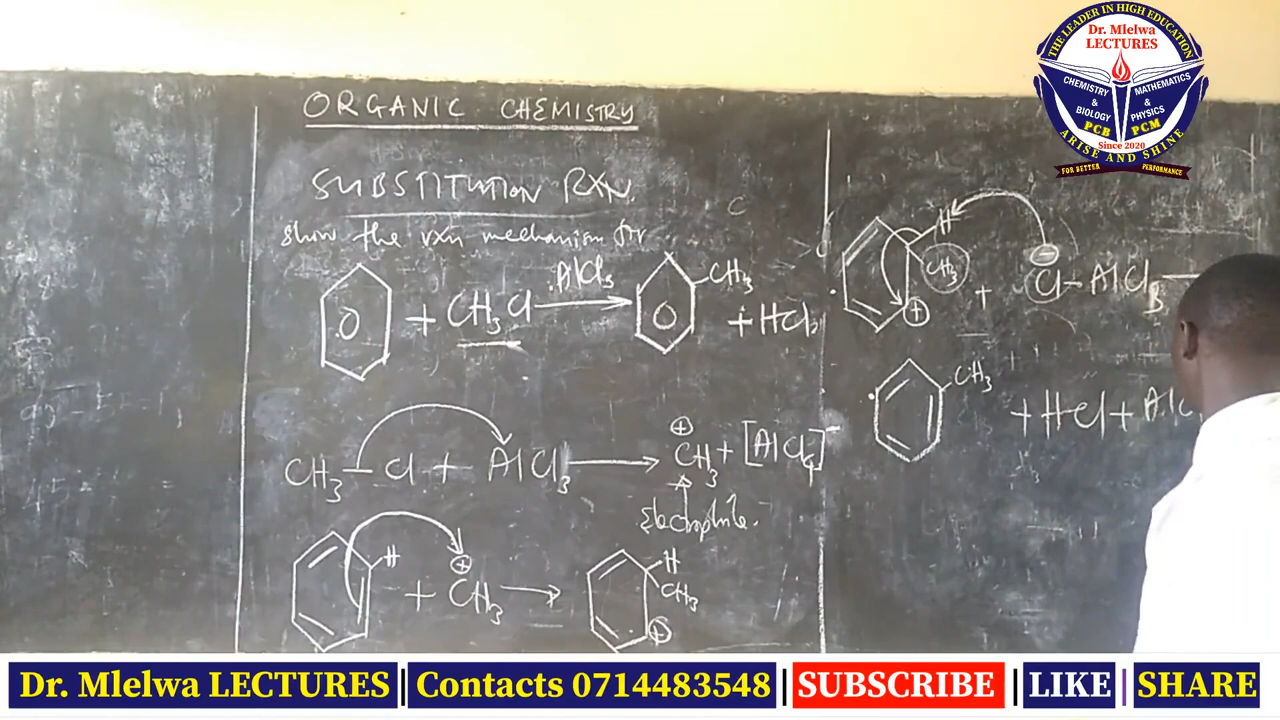 THE LEADER IN HIGH EDUCATION
Dr. Mlelwa
LECTURES
CHEMISTRY
&
BIOLOGY
PCB
MATHEMATICS
&
PHYSICS
PCM
Since 2020
ARISE AND SHINE
FOR BETTER PERFORMANCE
ORGANIC CHEMISTRY
SUBSTITUTION RXN.
Show the rxn mechanism for
O + CH3Cl AlCl3 O CH3 + HCl
CH3 – Cl + AlCl3 ⊕ CH3 + [AlCl4]−
Electrophile.
H + ⊕ CH3 H CH3 ⊕
H CH3 ⊕ + ⊖ Cl – AlCl3
CH3 + HCl + AlC
Dr. Mlelwa LECTURES | Contacts 0714483548 | SUBSCRIBE | LIKE | SHARE